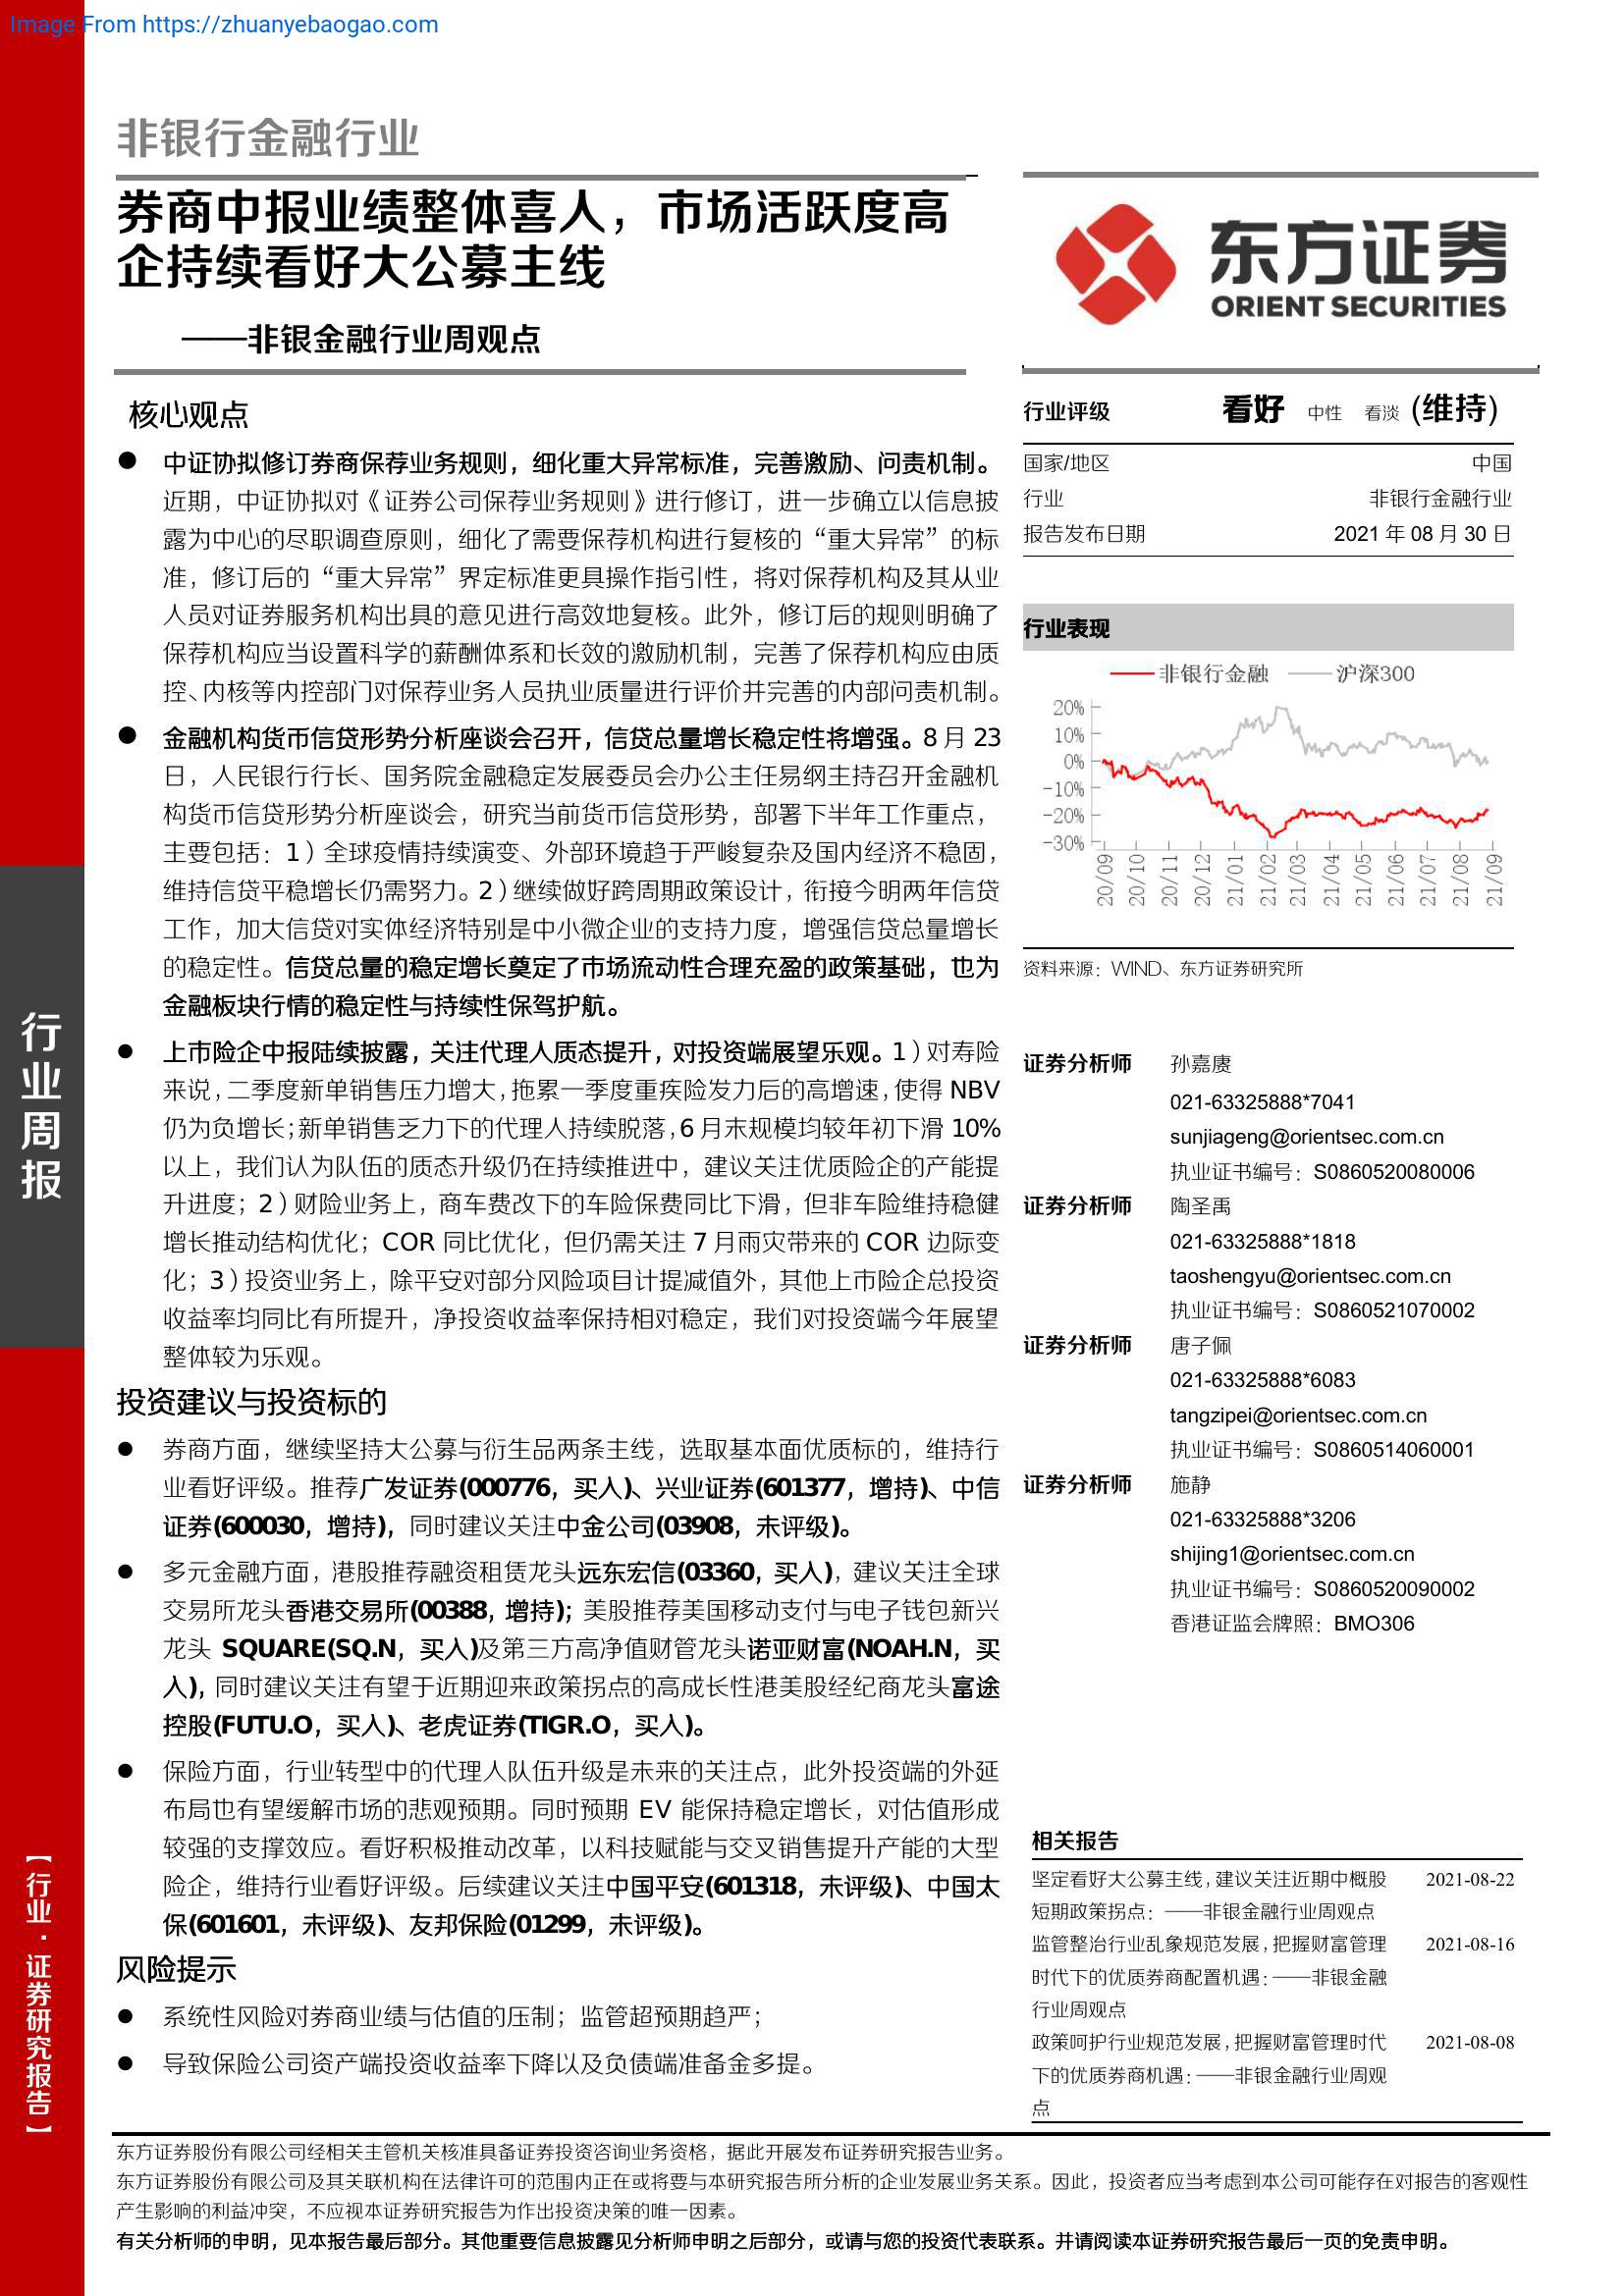 Image From https://zhuanyebaogao.com
非银行金融行业
券商中报业绩整体喜人，市场活跃度高
企持续看好大公募主线
——非银金融行业周观点
东方证券
ORIENT SECURITIES
核心观点
● 中证协拟修订券商保荐业务规则，细化重大异常标准，完善激励、问责机制。
近期，中证协拟对《证券公司保荐业务规则》进行修订，进一步确立以信息披
露为中心的尽职调查原则，细化了需要保荐机构进行复核的“重大异常”的标
准，修订后的“重大异常”界定标准更具操作指引性，将对保荐机构及其从业
人员对证券服务机构出具的意见进行高效地复核。此外，修订后的规则明确了
保荐机构应当设置科学的薪酬体系和长效的激励机制，完善了保荐机构应由质
控、内核等内控部门对保荐业务人员执业质量进行评价并完善的内部问责机制。
● 金融机构货币信贷形势分析座谈会召开，信贷总量增长稳定性将增强。8 月 23
日，人民银行行长、国务院金融稳定发展委员会办公主任易纲主持召开金融机
构货币信贷形势分析座谈会，研究当前货币信贷形势，部署下半年工作重点，
主要包括：1）全球疫情持续演变、外部环境趋于严峻复杂及国内经济不稳固，
维持信贷平稳增长仍需努力。2）继续做好跨周期政策设计，衔接今明两年信贷
工作，加大信贷对实体经济特别是中小微企业的支持力度，增强信贷总量增长
的稳定性。信贷总量的稳定增长奠定了市场流动性合理充盈的政策基础，也为
金融板块行情的稳定性与持续性保驾护航。
● 上市险企中报陆续披露，关注代理人质态提升，对投资端展望乐观。1）对寿险
来说，二季度新单销售压力增大，拖累一季度重疾险发力后的高增速，使得 NBV
仍为负增长；新单销售乏力下的代理人持续脱落，6 月末规模均较年初下滑 10%
以上，我们认为队伍的质态升级仍在持续推进中，建议关注优质险企的产能提
升进度；2）财险业务上，商车费改下的车险保费同比下滑，但非车险维持稳健
增长推动结构优化；COR 同比优化，但仍需关注 7 月雨灾带来的 COR 边际变
化；3）投资业务上，除平安对部分风险项目计提减值外，其他上市险企总投资
收益率均同比有所提升，净投资收益率保持相对稳定，我们对投资端今年展望
整体较为乐观。
投资建议与投资标的
● 券商方面，继续坚持大公募与衍生品两条主线，选取基本面优质标的，维持行
业看好评级。推荐广发证券(000776，买入)、兴业证券(601377，增持)、中信
证券(600030，增持)，同时建议关注中金公司(03908，未评级)。
● 多元金融方面，港股推荐融资租赁龙头远东宏信(03360，买入)，建议关注全球
交易所龙头香港交易所(00388，增持)；美股推荐美国移动支付与电子钱包新兴
龙头 SQUARE(SQ.N，买入)及第三方高净值财管龙头诺亚财富(NOAH.N，买
入)，同时建议关注有望于近期迎来政策拐点的高成长性港美股经纪商龙头富途
控股(FUTU.O，买入)、老虎证券(TIGR.O，买入)。
● 保险方面，行业转型中的代理人队伍升级是未来的关注点，此外投资端的外延
布局也有望缓解市场的悲观预期。同时预期 EV 能保持稳定增长，对估值形成
较强的支撑效应。看好积极推动改革，以科技赋能与交叉销售提升产能的大型
险企，维持行业看好评级。后续建议关注中国平安(601318，未评级)、中国太
保(601601，未评级)、友邦保险(01299，未评级)。
风险提示
● 系统性风险对券商业绩与估值的压制；监管超预期趋严；
● 导致保险公司资产端投资收益率下降以及负债端准备金多提。
行业评级 看好 中性 看淡 (维持)
国家/地区 中国
行业 非银行金融行业
报告发布日期 2021 年 08 月 30 日
行业表现
非银行金融 沪深300
20%
10%
0%
-10%
-20%
-30%
20/09 20/10 20/11 20/12 21/01 21/02 21/03 21/04 21/05 21/06 21/07 21/08 21/09
资料来源：WIND、东方证券研究所
证券分析师 孙嘉赓
021-63325888*7041
sunjiageng@orientsec.com.cn
执业证书编号：S0860520080006
证券分析师 陶圣禹
021-63325888*1818
taoshengyu@orientsec.com.cn
执业证书编号：S0860521070002
证券分析师 唐子佩
021-63325888*6083
tangzipei@orientsec.com.cn
执业证书编号：S0860514060001
证券分析师 施静
021-63325888*3206
shijing1@orientsec.com.cn
执业证书编号：S0860520090002
香港证监会牌照：BMO306
相关报告
坚定看好大公募主线，建议关注近期中概股 2021-08-22
短期政策拐点：——非银金融行业周观点
监管整治行业乱象规范发展，把握财富管理 2021-08-16
时代下的优质券商配置机遇：——非银金融
行业周观点
政策呵护行业规范发展，把握财富管理时代 2021-08-08
下的优质券商机遇：——非银金融行业周观
点
行业周报
【行业·证券研究报告】
东方证券股份有限公司经相关主管机关核准具备证券投资咨询业务资格，据此开展发布证券研究报告业务。
东方证券股份有限公司及其关联机构在法律许可的范围内正在或将要与本研究报告所分析的企业发展业务关系。因此，投资者应当考虑到本公司可能存在对报告的客观性
产生影响的利益冲突，不应视本证券研究报告为作出投资决策的唯一因素。
有关分析师的申明，见本报告最后部分。其他重要信息披露见分析师申明之后部分，或请与您的投资代表联系。并请阅读本证券研究报告最后一页的免责申明。